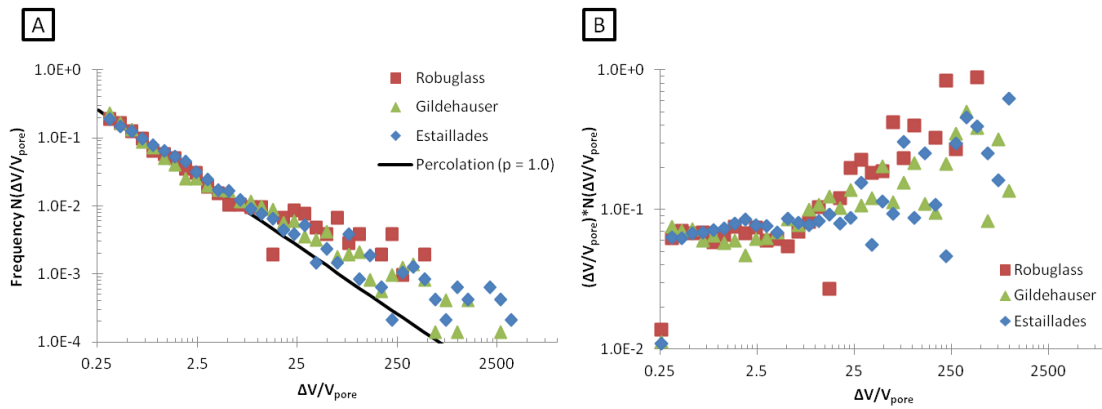 A
1.0E+0
1.0E-1
1.0E-2
1.0E-3
1.0E-4
Frequency N(ΔV/Vpore)
0.25
2.5
25
250
2500
ΔV/Vpore
Robuglass
Gildehauser
Estaillades
Percolation (p = 1.0)
B
1.0E+0
1.0E-1
1.0E-2
(ΔV/Vpore)*N(ΔV/Vpore)
0.25
2.5
25
250
2500
ΔV/Vpore
Robuglass
Gildehauser
Estaillades